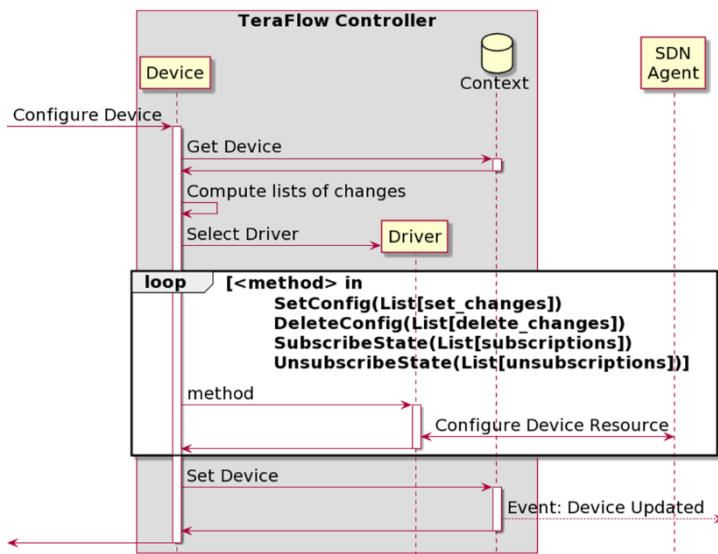 TeraFlow Controller
Device
Context
SDN
Agent
Configure Device
Get Device
Compute lists of changes
Select Driver
Driver
loop
[<method> in
SetConfig(List[set_changes])
DeleteConfig(List[delete_changes])
SubscribeState(List[subscriptions])
UnsubscribeState(List[unsubscriptions])]
method
Configure Device Resource
Set Device
Event: Device Updated